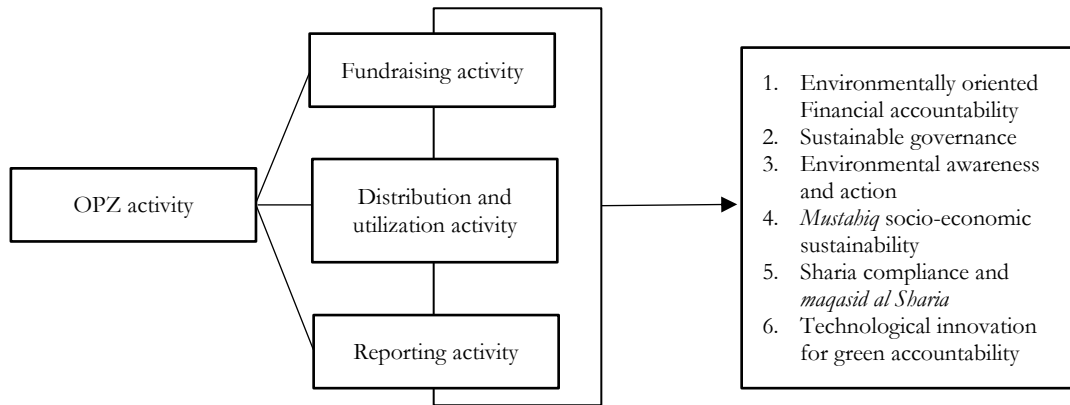 Fundraising activity
OPZ activity
Distribution and
utilization activity
Reporting activity
1. Environmentally oriented
Financial accountability
2. Sustainable governance
3. Environmental awareness
and action
4. Mustahiq socio-economic
sustainability
5. Sharia compliance and
maqasid al Sharia
6. Technological innovation
for green accountability